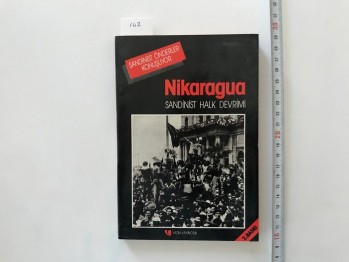 162
SANDİNİST ÖNDERLER
KONUŞUYOR
Nikaragua
SANDİNİST HALK DEVRİMİ